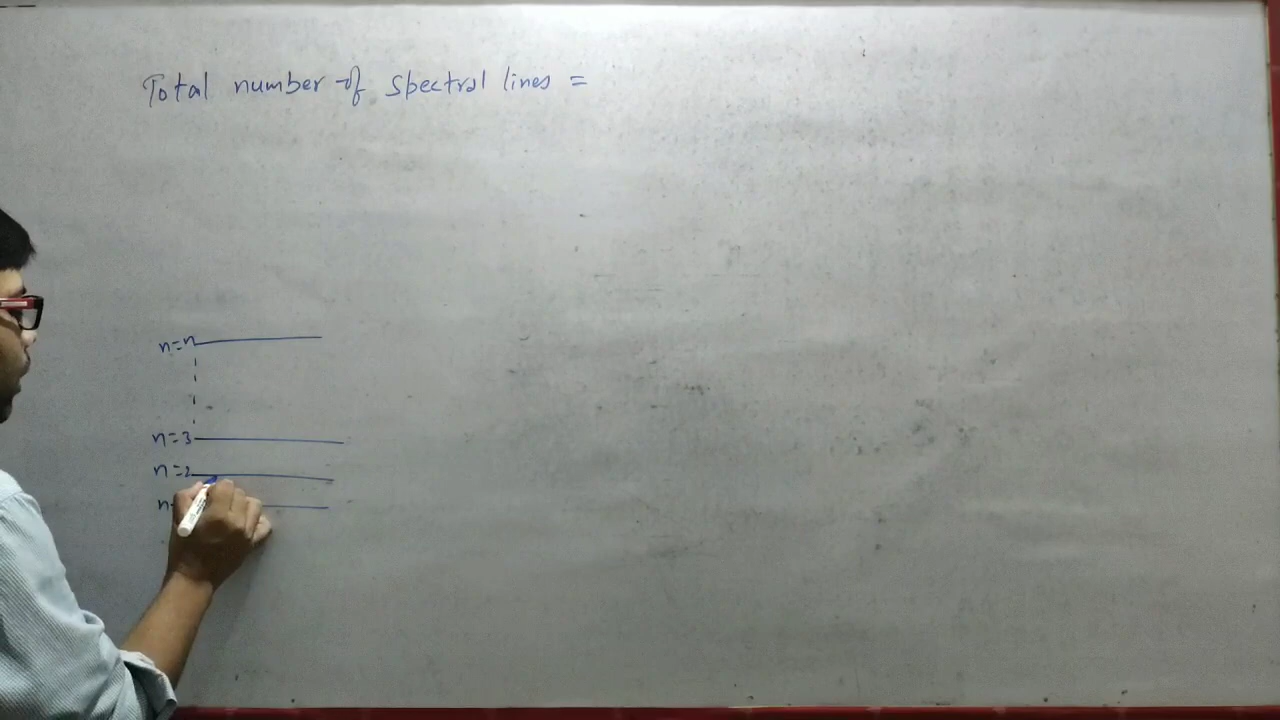 Total number of spectral lines =
n=n
n=3
n=2
n